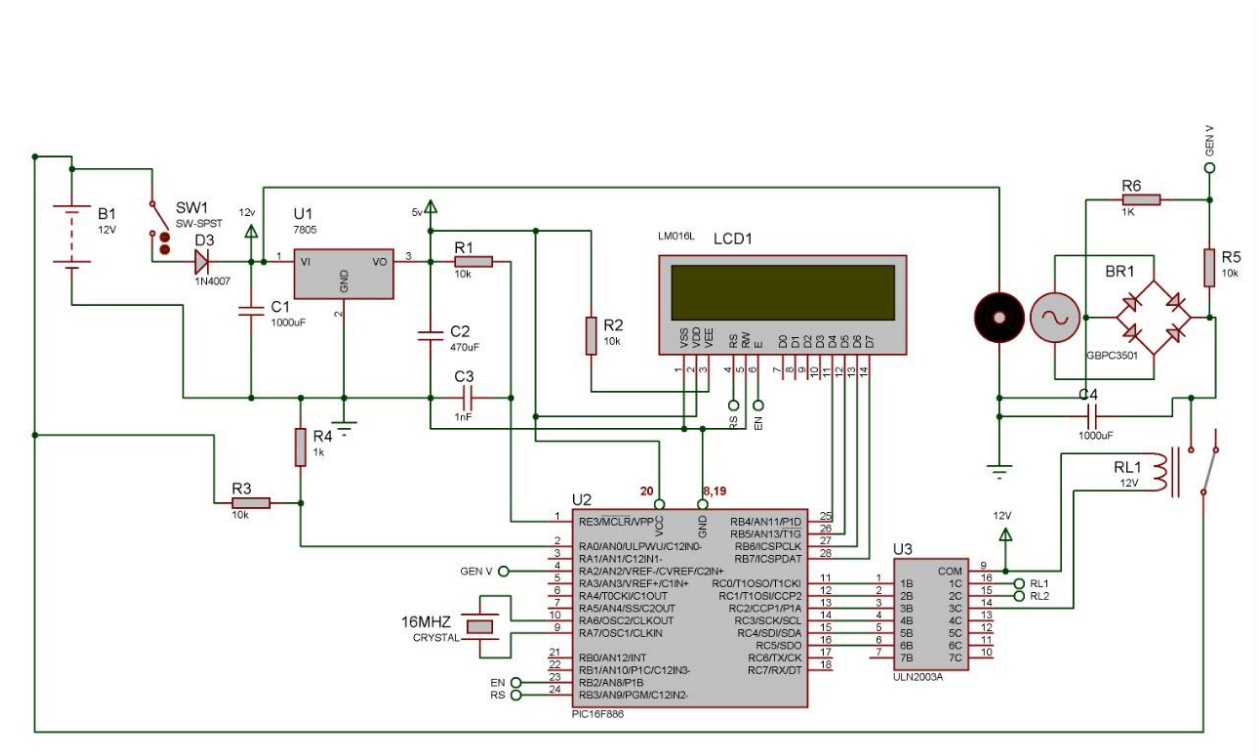 GEN V
R6
1K
B1
12V
SW1
SW-SPST
12v
U1
7805
5v
D3
1N4007
1 VI VO 3
GND
2
R1
10k
C1
1000uF
C2
470uF
R2
10k
C3
1nF
R4
1k
R3
10k
LM016L LCD1
VSS
VDD
VEE
RS
RW
E
D0
D1
D2
D3
D4
D5
D6
D7
1
2
3
4
5
6
7
8
9
10
11
12
13
14
RS
EN
BR1
GBPC3501
R5
10k
C4
1000uF
RL1
12V
U2
20
8,19
VCC
GND
1 RE3/MCLR/VPP
2 RA0/AN0/ULPWU/C12IN0-
3 RA1/AN1/C12IN1-
GEN V 4 RA2/AN2/VREF-/CVREF/C2IN+
5 RA3/AN3/VREF+/C1IN+
6 RA4/T0CKI/C1OUT
7 RA5/AN4/SS/C2OUT
10 RA6/OSC2/CLKOUT
9 RA7/OSC1/CLKIN
16MHZ
CRYSTAL
21 RB0/AN12/INT
22 RB1/AN10/P1C/C12IN3-
EN 23 RB2/AN8/P1B
RS 24 RB3/AN9/PGM/C12IN2-
RB4/AN11/P1D 25
RB5/AN13/T1G 26
RB6/ICSPCLK 27
RB7/ICSPDAT 28
RC0/T1OSO/T1CKI 11
RC1/T1OSI/CCP2 12
RC2/CCP1/P1A 13
RC3/SCK/SCL 14
RC4/SDI/SDA 15
RC5/SDO 16
RC6/TX/CK 17
RC7/RX/DT 18
PIC16F886
12V
U3
COM 9
1 1B 1C 16 RL1
2 2B 2C 15 RL2
3 3B 3C 14
4 4B 4C 13
5 5B 5C 12
6 6B 6C 11
7 7B 7C 10
ULN2003A